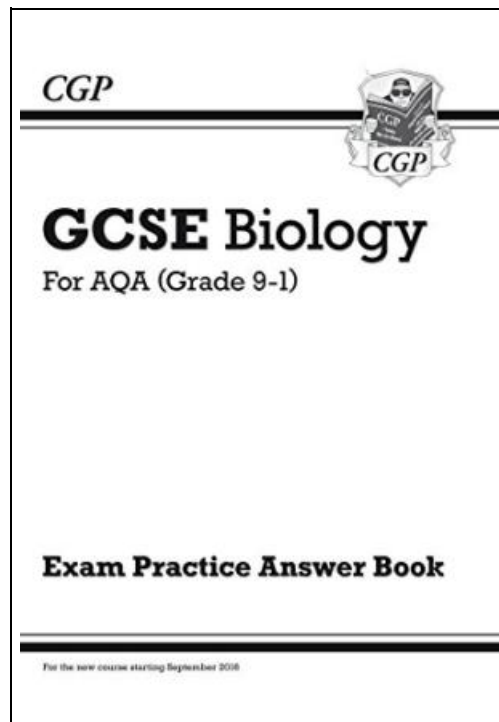 CGP
CGP
CGP
GCSE Biology
For AQA (Grade 9-1)
Exam Practice Answer Book
For the new course starting September 2016